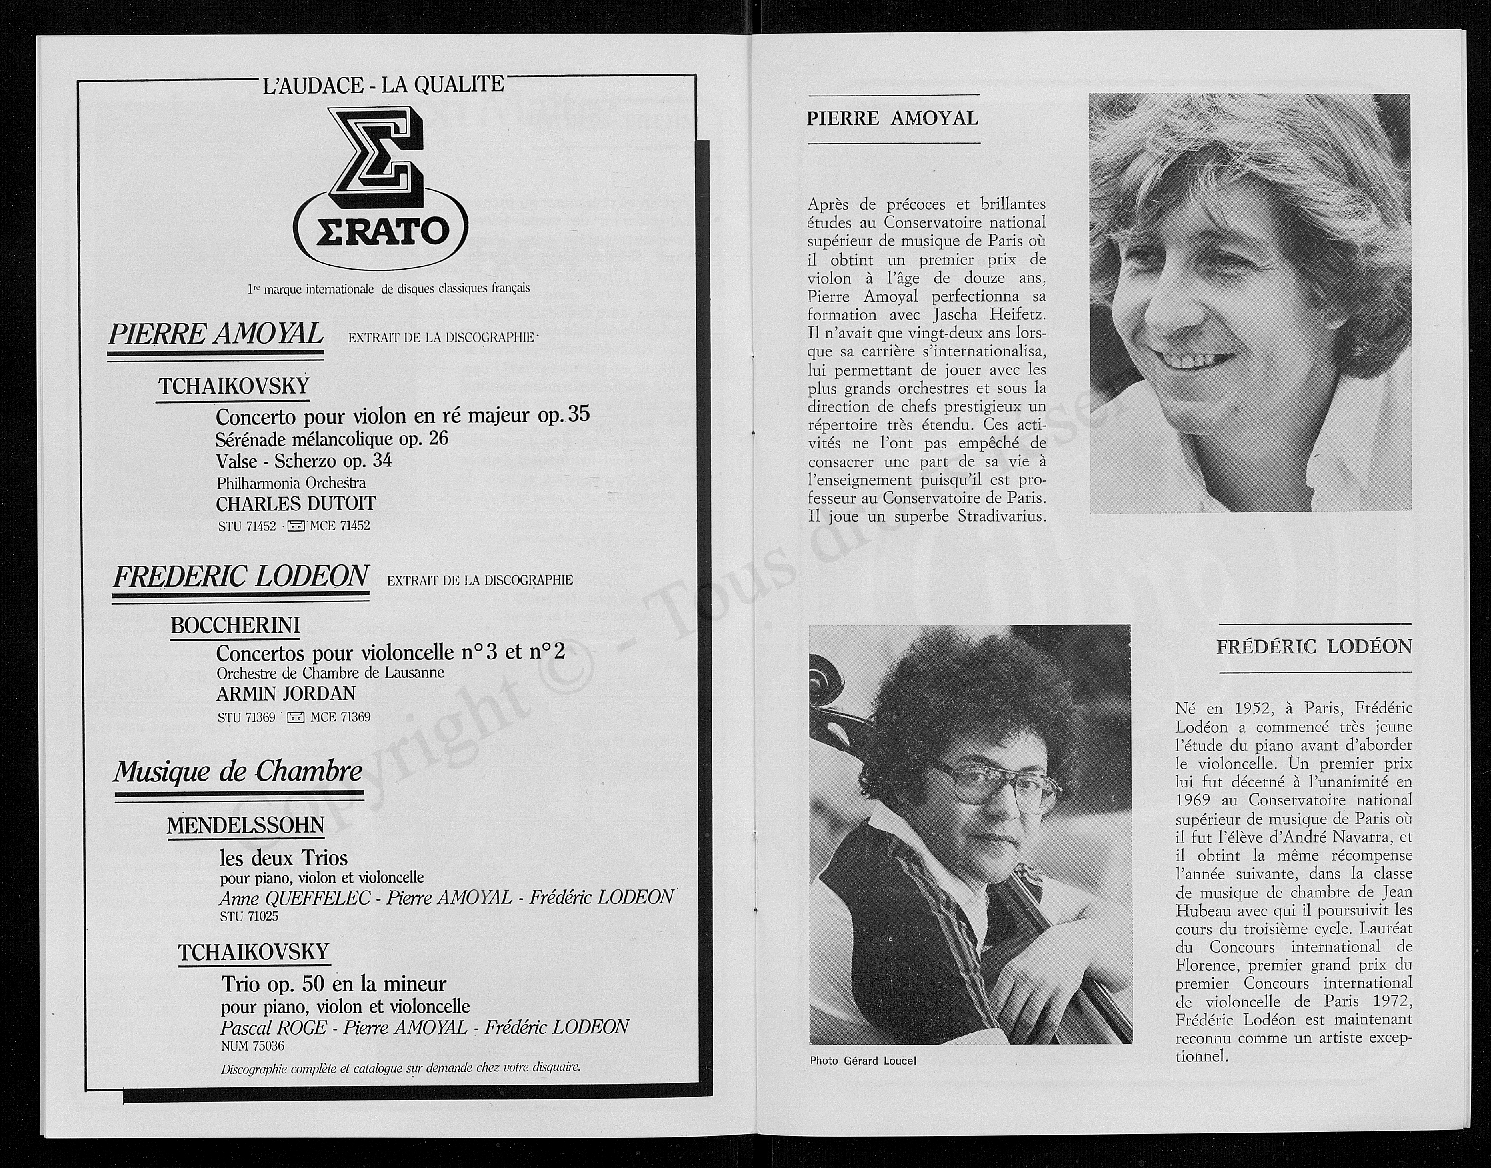 L'AUDACE - LA QUALITE
ΣRATO
1re marque internationale de disques classiques français
PIERRE AMOYAL EXTRAIT DE LA DISCOGRAPHIE
TCHAIKOVSKY
Concerto pour violon en ré majeur op. 35
Sérénade mélancolique op. 26
Valse - Scherzo op. 34
Philharmonia Orchestra
CHARLES DUTOIT
STU 71452 - MCE 71452
FREDERIC LODEON EXTRAIT DE LA DISCOGRAPHIE
BOCCHERINI
Concertos pour violoncelle n° 3 et n° 2
Orchestre de Chambre de Lausanne
ARMIN JORDAN
STU 71369 MCE 71369
Musique de Chambre
MENDELSSOHN
les deux Trios
pour piano, violon et violoncelle
Anne QUEFFELEC - Pierre AMOYAL - Frédéric LODEON
STU 71025
TCHAIKOVSKY
Trio op. 50 en la mineur
pour piano, violon et violoncelle
Pascal ROGE - Pierre AMOYAL - Frédéric LODEON
NUM 75036
Discographie complète et catalogue sur demande chez votre disquaire.
PIERRE AMOYAL
Après de précoces et brillantes
études au Conservatoire national
supérieur de musique de Paris où
il obtint un premier prix de
violon à l'âge de douze ans,
Pierre Amoyal perfectionna sa
formation avec Jascha Heifetz.
Il n'avait que vingt-deux ans lors-
que sa carrière s'internationalisa,
lui permettant de jouer avec les
plus grands orchestres et sous la
direction de chefs prestigieux un
répertoire très étendu. Ces acti-
vités ne l'ont pas empêché de
consacrer une part de sa vie à
l'enseignement puisqu'il est pro-
fesseur au Conservatoire de Paris.
Il joue un superbe Stradivarius.
FRÉDÉRIC LODÉON
Né en 1952, à Paris, Frédéric
Lodéon a commencé très jeune
l'étude du piano avant d'aborder
le violoncelle. Un premier prix
lui fut décerné à l'unanimité en
1969 au Conservatoire national
supérieur de musique de Paris où
il fut l'élève d'André Navarra, et
il obtint la même récompense
l'année suivante, dans la classe
de musique de chambre de Jean
Hubeau avec qui il poursuivit les
cours du troisième cycle. Lauréat
du Concours international de
Florence, premier grand prix du
premier Concours international
de violoncelle de Paris 1972,
Frédéric Lodéon est maintenant
reconnu comme un artiste excep-
tionnel.
Photo Gérard Loucel
Copyright © - Tous droits